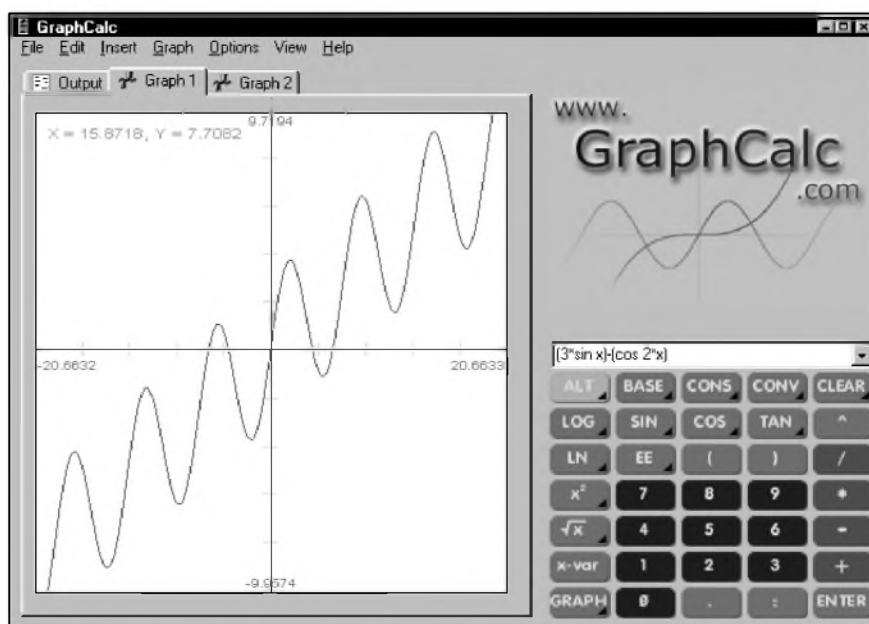 GraphCalc
File Edit Insert Graph Options View Help
Output Graph 1 Graph 2
X = 15.8718, Y = 7.7082
9.7194
-20.6632
20.6633
-9.9574
www.
GraphCalc
.com
(3*sin x)-(cos 2*x)
ALT BASE CONS CONV CLEAR
LOG SIN COS TAN ^
LN EE ( ) /
x² 7 8 9 *
√x 4 5 6 -
x-var 1 2 3 +
GRAPH 0 . : ENTER